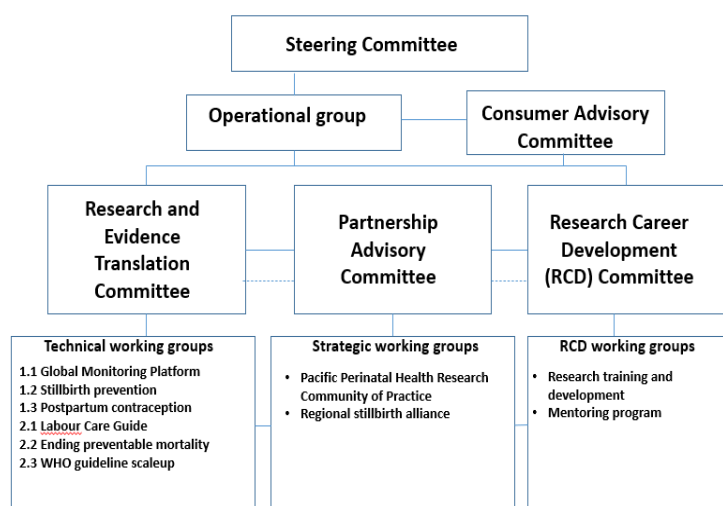 Steering Committee
Operational group
Consumer Advisory
Committee
Research and
Evidence
Translation
Committee
Partnership
Advisory
Committee
Research Career
Development
(RCD) Committee
Technical working groups
1.1 Global Monitoring Platform
1.2 Stillbirth prevention
1.3 Postpartum contraception
2.1 Labour Care Guide
2.2 Ending preventable mortality
2.3 WHO guideline scaleup
Strategic working groups
• Pacific Perinatal Health Research
Community of Practice
• Regional stillbirth alliance
RCD working groups
• Research training and
development
• Mentoring program